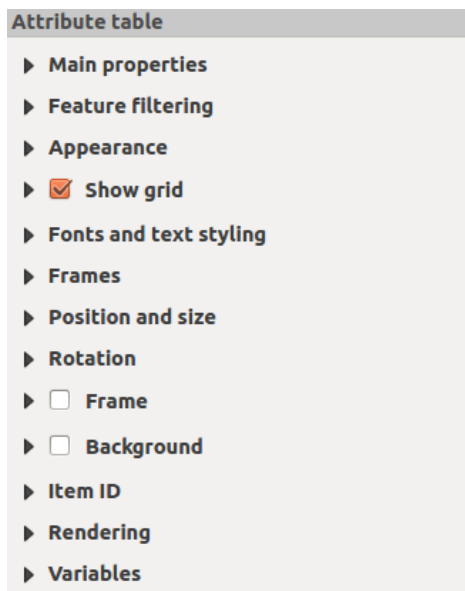 Attribute table
Main properties
Feature filtering
Appearance
Show grid
Fonts and text styling
Frames
Position and size
Rotation
Frame
Background
Item ID
Rendering
Variables